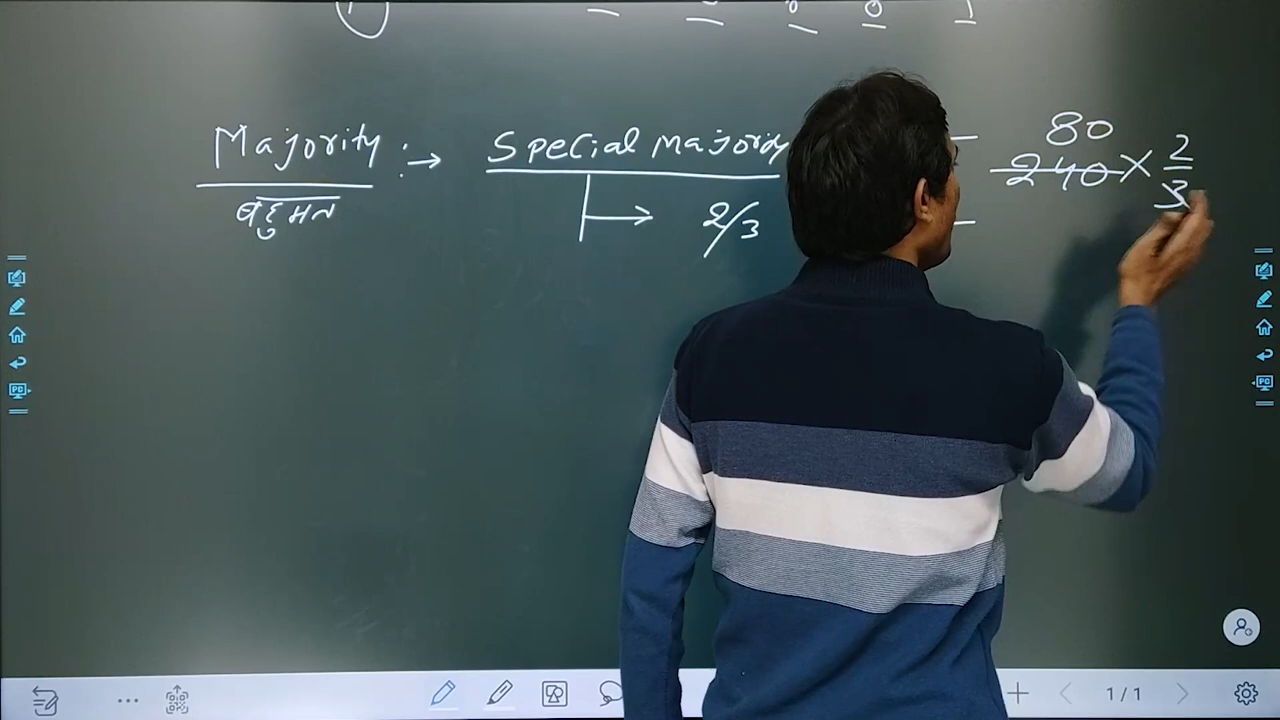 Majority :→ Special Majority
80
240 × 2/3
बहुमत
2/3
1/1